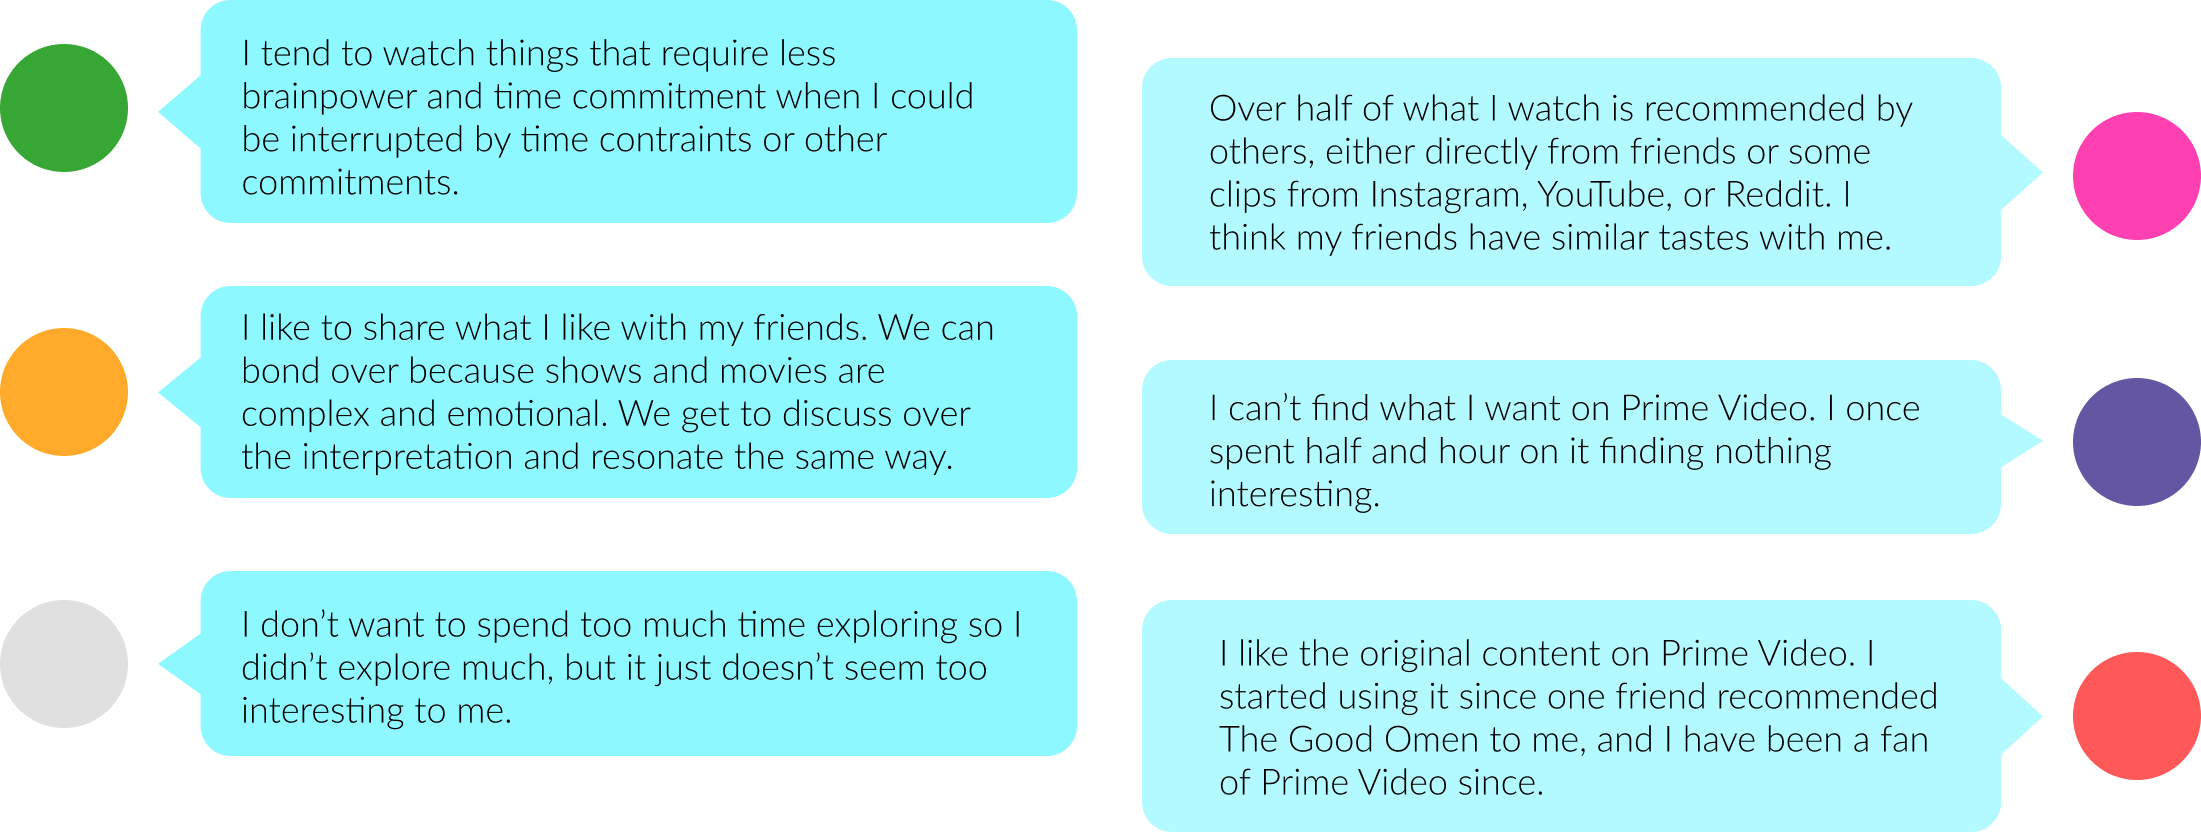 I tend to watch things that require less
brainpower and time commitment when I could
be interrupted by time contraints or other
commitments.
I like to share what I like with my friends. We can
bond over because shows and movies are
complex and emotional. We get to discuss over
the interpretation and resonate the same way.
I don’t want to spend too much time exploring so I
didn’t explore much, but it just doesn’t seem too
interesting to me.
Over half of what I watch is recommended by
others, either directly from friends or some
clips from Instagram, YouTube, or Reddit. I
think my friends have similar tastes with me.
I can’t find what I want on Prime Video. I once
spent half and hour on it finding nothing
interesting.
I like the original content on Prime Video. I
started using it since one friend recommended
The Good Omen to me, and I have been a fan
of Prime Video since.